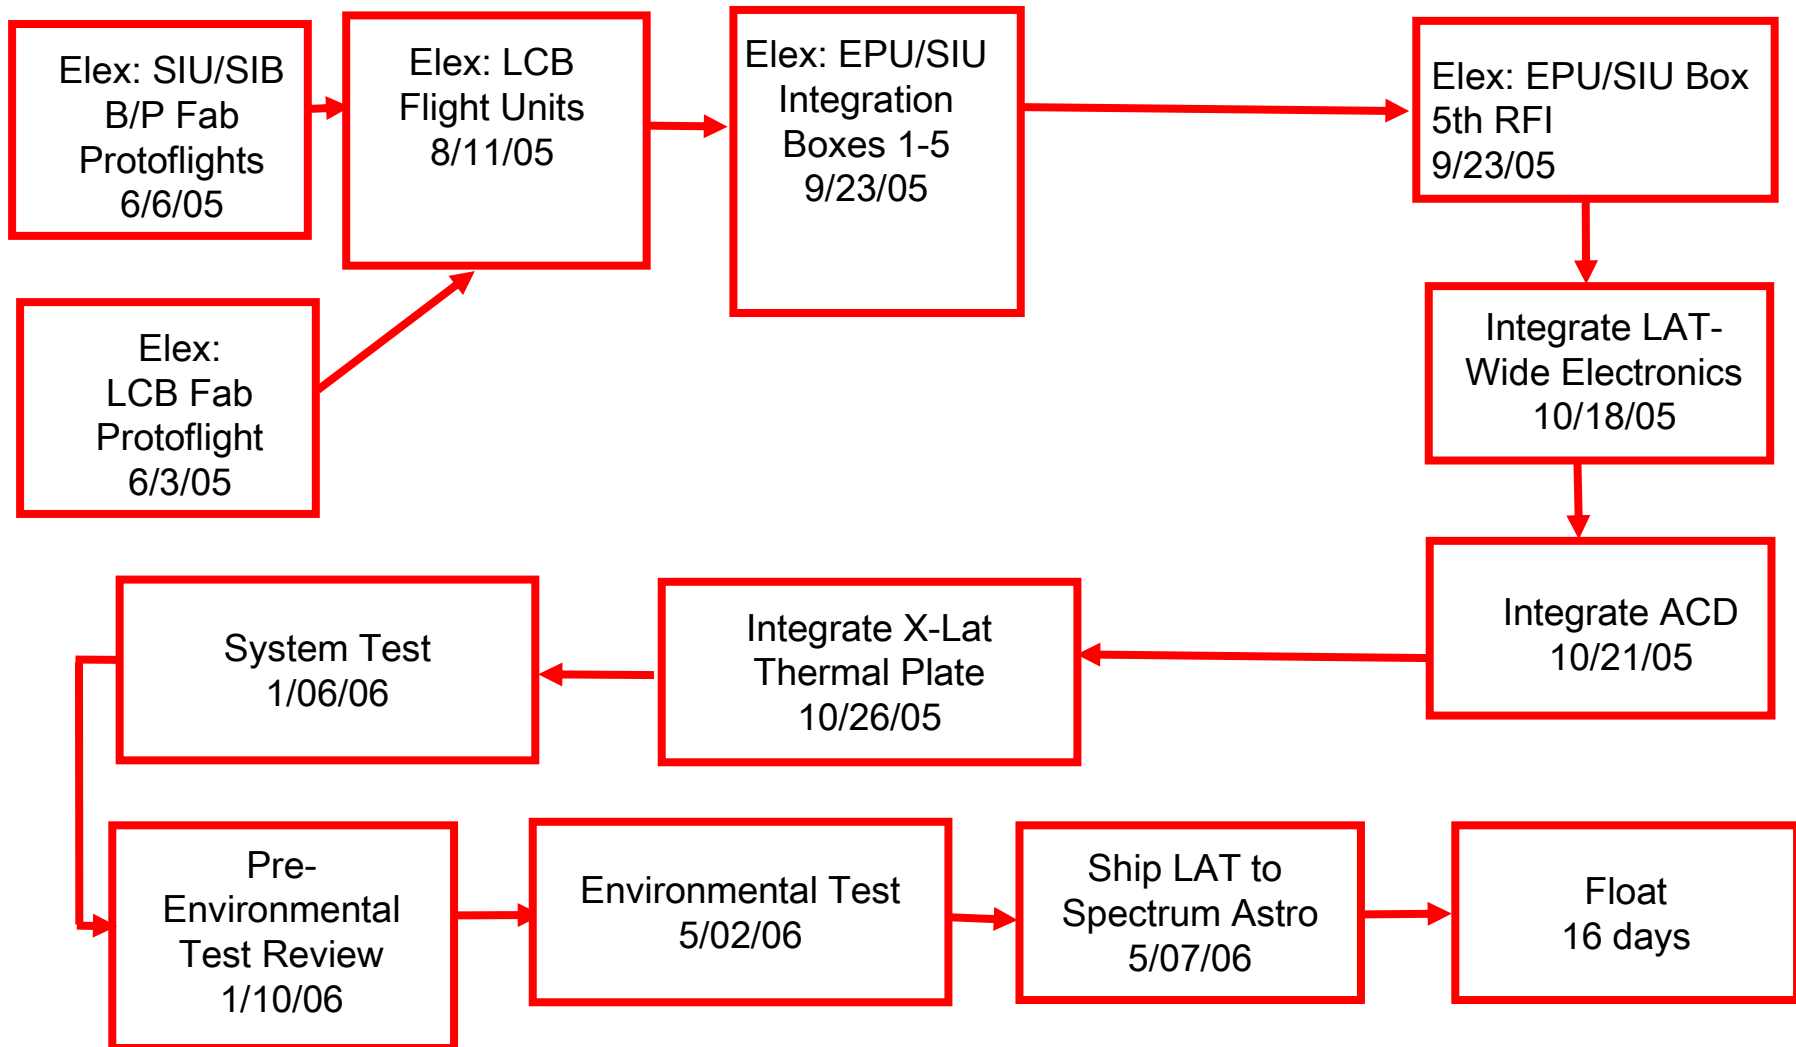 Elex: SIU/SIB
B/P Fab
Protoflights
6/6/05
Elex: LCB
Flight Units
8/11/05
Elex: EPU/SIU
Integration
Boxes 1-5
9/23/05
Elex: EPU/SIU Box
5th RFI
9/23/05
Elex:
LCB Fab
Protoflight
6/3/05
Integrate LAT-
Wide Electronics
10/18/05
Integrate ACD
10/21/05
Integrate X-Lat
Thermal Plate
10/26/05
System Test
1/06/06
Pre-
Environmental
Test Review
1/10/06
Environmental Test
5/02/06
Ship LAT to
Spectrum Astro
5/07/06
Float
16 days